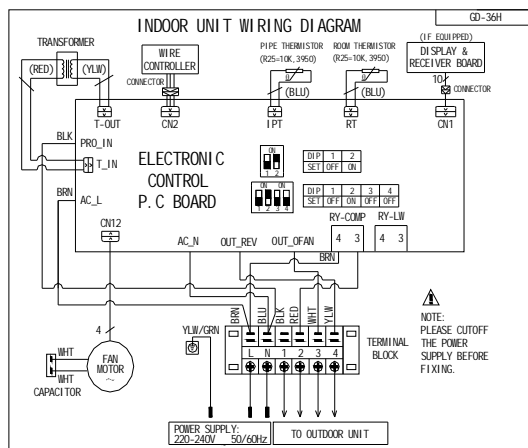 INDOOR UNIT WIRING DIAGRAM
GD-36H
TRANSFORMER
(RED)
(YLW)
WIRE
CONTROLLER
CONNECTOR
PIPE THERMISTOR
(R25=10K, 3950)
(BLU)
ROOM THERMISTOR
(R25=10K, 3950)
(BLU)
(IF EQUIPPED)
DISPLAY &
RECEIVER BOARD
10
CONNECTOR
T-OUT
CN2
IPT
RT
CN1
BLK
PRO_IN
T_IN
BRN
AC_L
CN12
ELECTRONIC
CONTROL
P.C BOARD
ON
1 2
DIP 1 2
SET OFF ON
ON ON
1 2 3 4
DIP 1 2 3 4
SET OFF ON OFF OFF
RY-COMP
RY-LW
4 3
4 3
AC_N
OUT_REV
OUT_OFAN
BRN
BRN
BLU
BLK
RED
WHT
YLW
YLW/GRN
L N 1 2 3 4
TERMINAL
BLOCK
4
WHT
WHT
CAPACITOR
FAN
MOTOR
~
NOTE:
PLEASE CUTOFF
THE POWER
SUPPLY BEFORE
FIXING.
POWER SUPPLY:
220-240V 50/60Hz
TO OUTDOOR UNIT